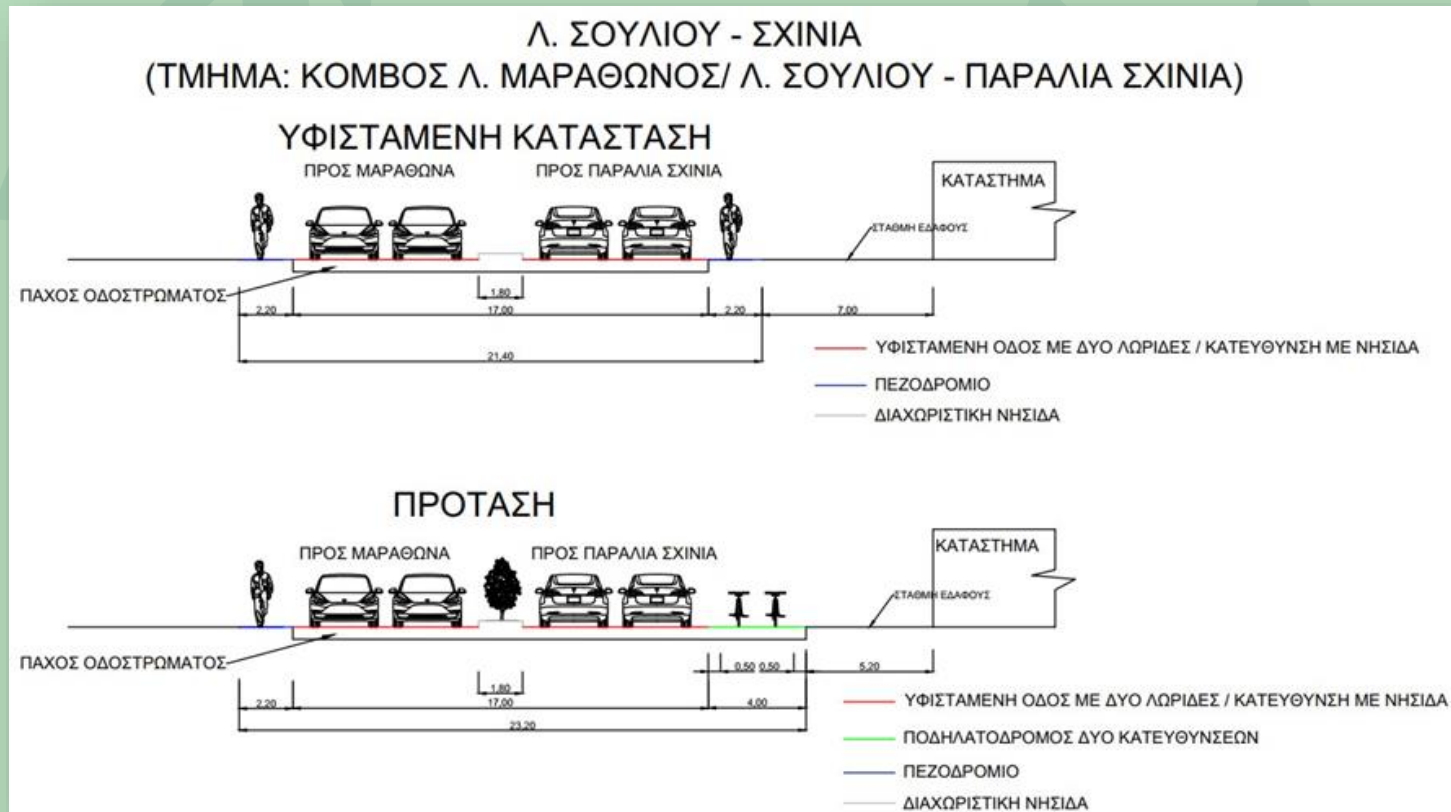 Λ. ΣΟΥΛΙΟΥ - ΣΧΙΝΙΑ
(ΤΜΗΜΑ: ΚΟΜΒΟΣ Λ. ΜΑΡΑΘΩΝΟΣ/ Λ. ΣΟΥΛΙΟΥ - ΠΑΡΑΛΙΑ ΣΧΙΝΙΑ)
ΥΦΙΣΤΑΜΕΝΗ ΚΑΤΑΣΤΑΣΗ
ΠΡΟΣ ΜΑΡΑΘΩΝΑ
ΠΡΟΣ ΠΑΡΑΛΙΑ ΣΧΙΝΙΑ
ΚΑΤΑΣΤΗΜΑ
ΣΤΑΘΜΗ ΕΔΑΦΟΥΣ
ΠΑΧΟΣ ΟΔΟΣΤΡΩΜΑΤΟΣ
1,80
2,20
17,00
2,20
7,00
21,40
ΥΦΙΣΤΑΜΕΝΗ ΟΔΟΣ ΜΕ ΔΥΟ ΛΩΡΙΔΕΣ / ΚΑΤΕΥΘΥΝΣΗ ΜΕ ΝΗΣΙΔΑ
ΠΕΖΟΔΡΟΜΙΟ
ΔΙΑΧΩΡΙΣΤΙΚΗ ΝΗΣΙΔΑ
ΠΡΟΤΑΣΗ
ΠΡΟΣ ΜΑΡΑΘΩΝΑ
ΠΡΟΣ ΠΑΡΑΛΙΑ ΣΧΙΝΙΑ
ΚΑΤΑΣΤΗΜΑ
ΣΤΑΘΜΗ ΕΔΑΦΟΥΣ
ΠΑΧΟΣ ΟΔΟΣΤΡΩΜΑΤΟΣ
0,50 0,50
5,20
1,80
2,20
17,00
4,00
23,20
ΥΦΙΣΤΑΜΕΝΗ ΟΔΟΣ ΜΕ ΔΥΟ ΛΩΡΙΔΕΣ / ΚΑΤΕΥΘΥΝΣΗ ΜΕ ΝΗΣΙΔΑ
ΠΟΔΗΛΑΤΟΔΡΟΜΟΣ ΔΥΟ ΚΑΤΕΥΘΥΝΣΕΩΝ
ΠΕΖΟΔΡΟΜΙΟ
ΔΙΑΧΩΡΙΣΤΙΚΗ ΝΗΣΙΔΑ